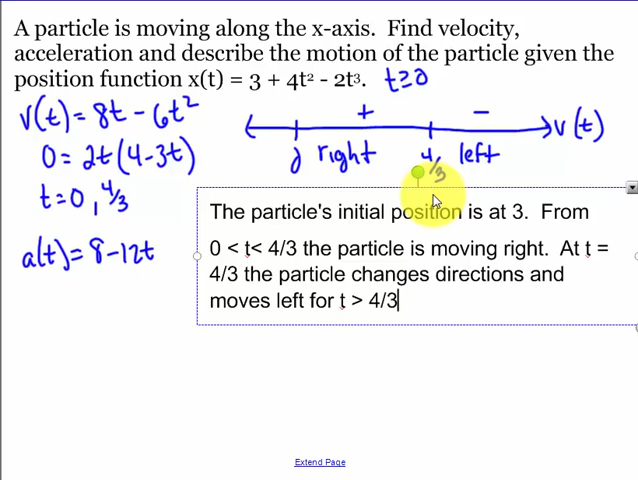 A particle is moving along the x-axis. Find velocity,
acceleration and describe the motion of the particle given the
position function x(t) = 3 + 4t² - 2t³. t≥0
v(t) = 8t - 6t²
0 = 2t(4-3t)
t = 0, 4/3
a(t) = 8-12t
+ -
0 right 4/3 left v(t)
The particle's initial position is at 3. From
0 < t< 4/3 the particle is moving right. At t =
4/3 the particle changes directions and
moves left for t > 4/3
Extend Page